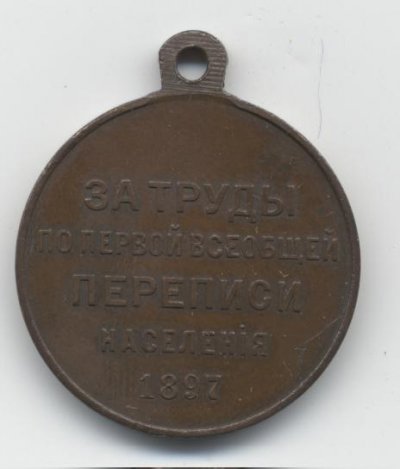 ЗА ТРУДЫ
ПО ПЕРВОЙ ВСЕОБЩЕЙ
ПЕРЕПИСИ
НАСЕЛЕНІЯ
1897